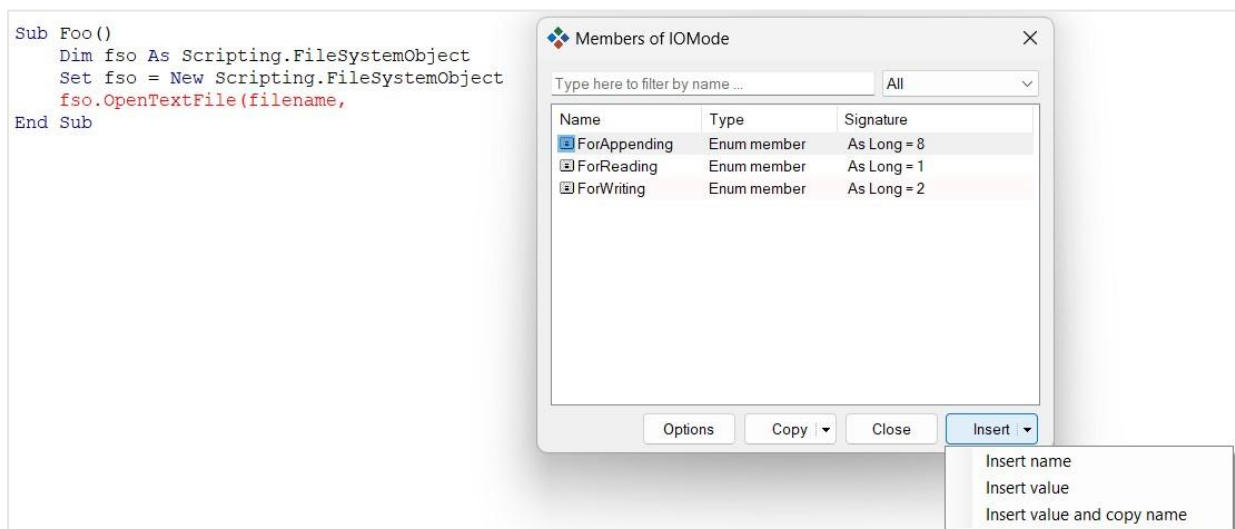 Sub Foo()
    Dim fso As Scripting.FileSystemObject
    Set fso = New Scripting.FileSystemObject
    fso.OpenTextFile(filename,
End Sub
Members of IOMode
Type here to filter by name ... All
Name Type Signature
ForAppending Enum member As Long = 8
ForReading Enum member As Long = 1
ForWriting Enum member As Long = 2
Options Copy Close Insert
Insert name
Insert value
Insert value and copy name